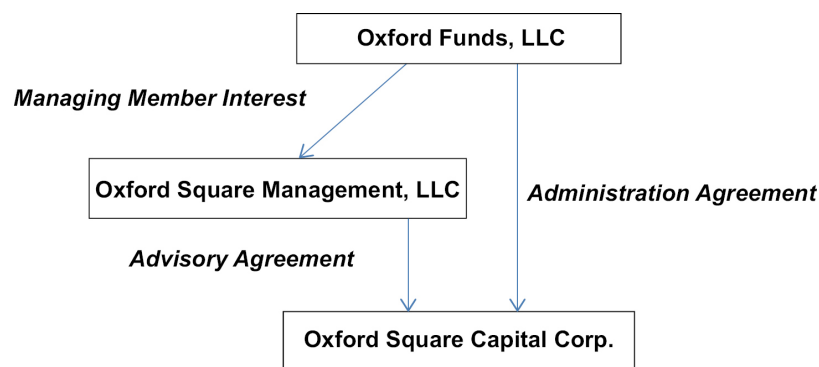 Oxford Funds, LLC
Managing Member Interest
Oxford Square Management, LLC
Administration Agreement
Advisory Agreement
Oxford Square Capital Corp.